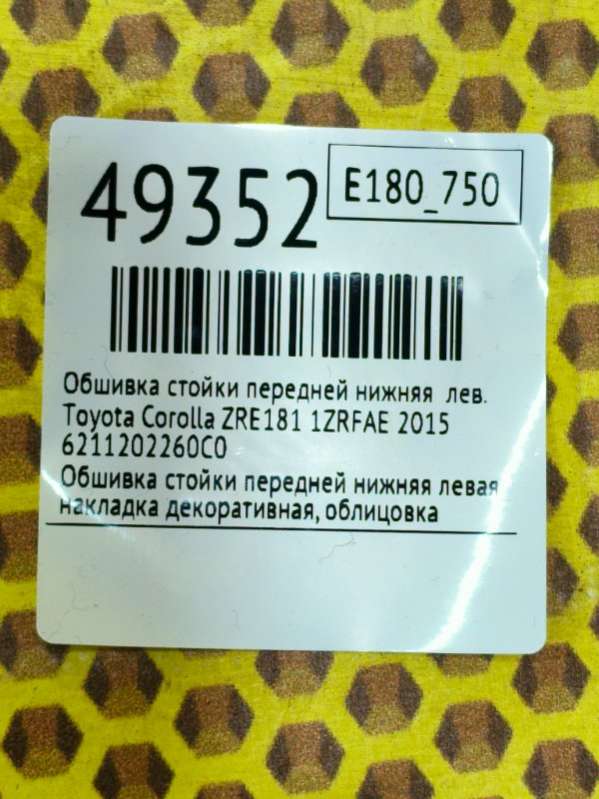 49352
E180_750
Обшивка стойки передней нижняя лев.
Toyota Corolla ZRE181 1ZRFAE 2015
6211202260C0
Обшивка стойки передней нижняя левая
накладка декоративная, облицовка